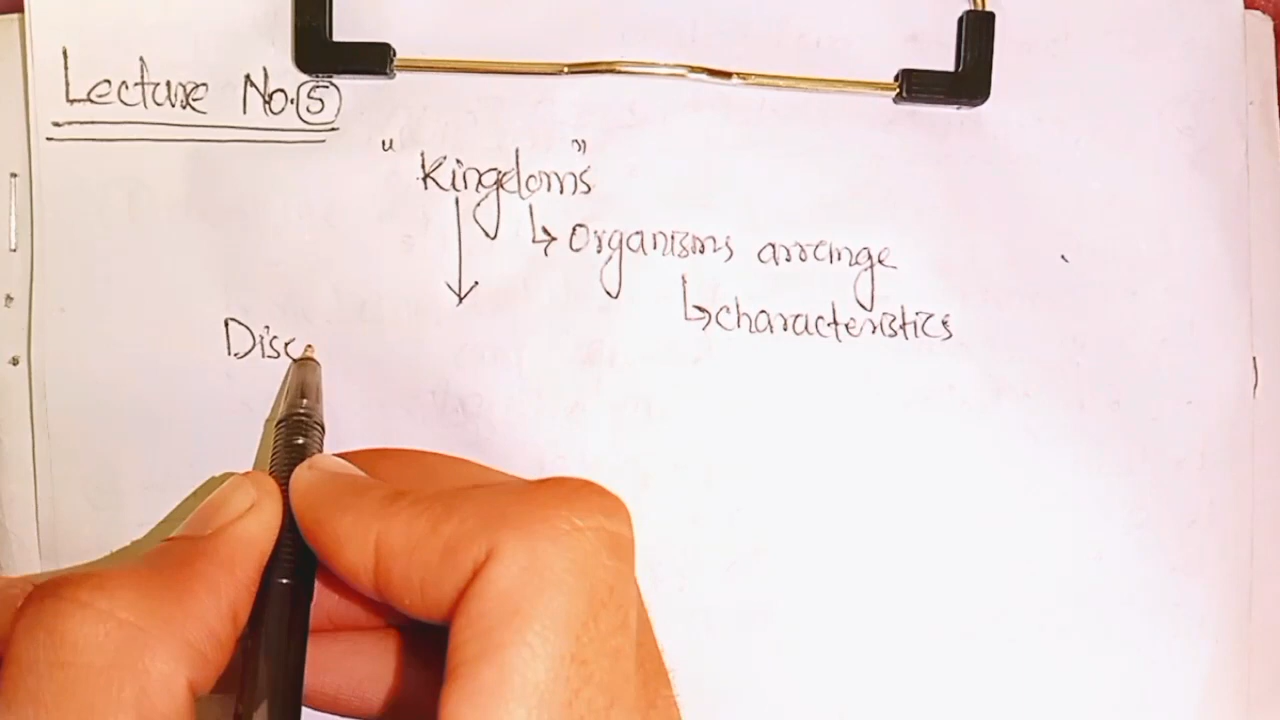 Lecture No. 5
"Kingdoms"
↳ Organisms arrange
↳ characteristics
Disc